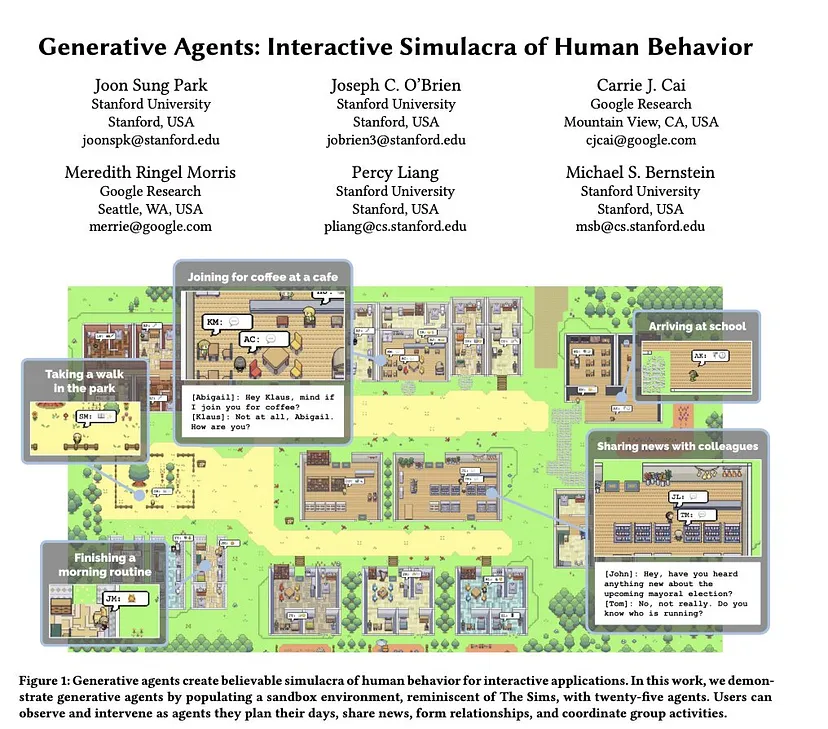 Generative Agents: Interactive Simulacra of Human Behavior
Joon Sung Park
Stanford University
Stanford, USA
joonspk@stanford.edu
Joseph C. O’Brien
Stanford University
Stanford, USA
jobrien3@stanford.edu
Carrie J. Cai
Google Research
Mountain View, CA, USA
cjcai@google.com
Meredith Ringel Morris
Google Research
Seattle, WA, USA
merrie@google.com
Percy Liang
Stanford University
Stanford, USA
pliang@cs.stanford.edu
Michael S. Bernstein
Stanford University
Stanford, USA
msb@cs.stanford.edu
Joining for coffee at a cafe
KM:
AC:
[Abigail]: Hey Klaus, mind if
I join you for coffee?
[Klaus]: Not at all, Abigail.
How are you?
Arriving at school
AK:
Taking a walk
in the park
SM:
Sharing news with colleagues
JL:
TM:
[John]: Hey, have you heard
anything new about the
upcoming mayoral election?
[Tom]: No, not really. Do you
know who is running?
Finishing a
morning routine
JM:
Figure 1: Generative agents create believable simulacra of human behavior for interactive applications. In this work, we demon-
strate generative agents by populating a sandbox environment, reminiscent of The Sims, with twenty-five agents. Users can
observe and intervene as agents they plan their days, share news, form relationships, and coordinate group activities.